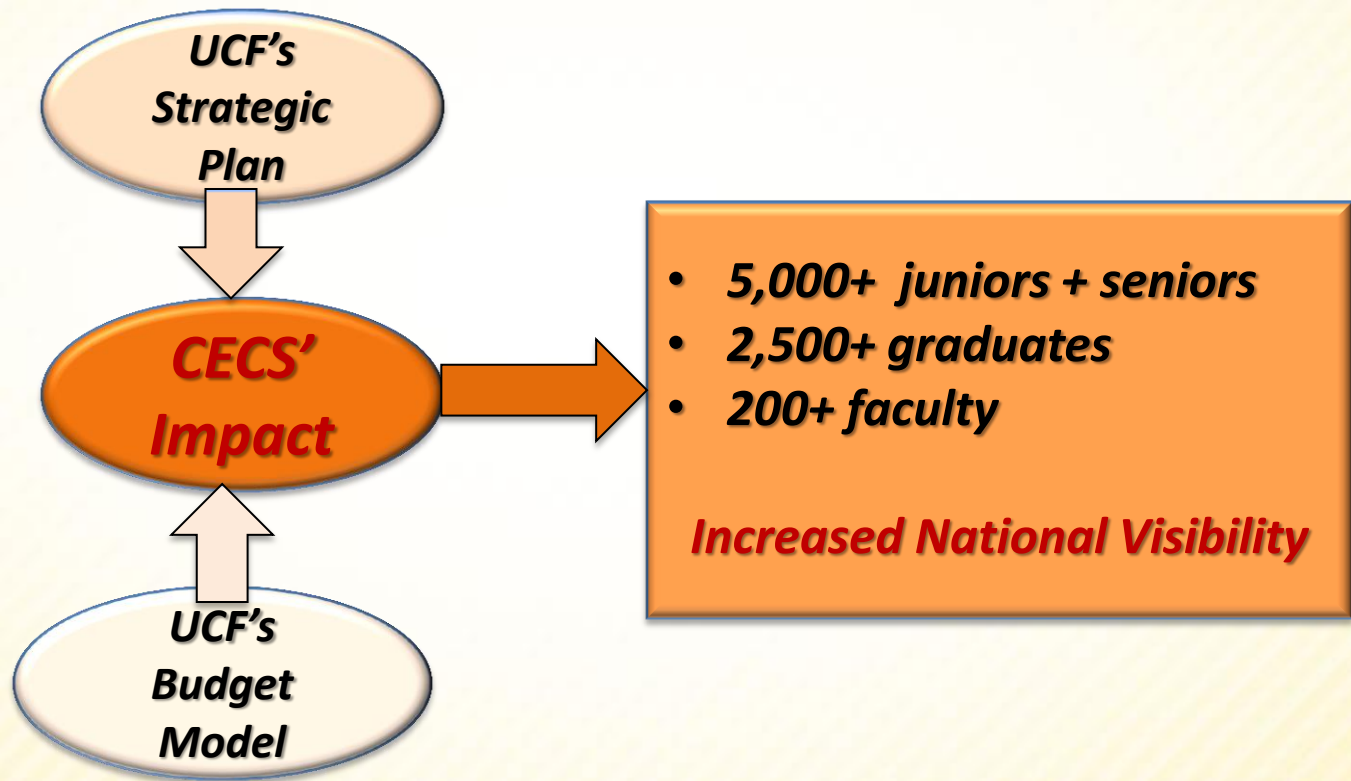 UCF’s
Strategic
Plan
CECS’
Impact
UCF’s
Budget
Model
• 5,000+ juniors + seniors
• 2,500+ graduates
• 200+ faculty
Increased National Visibility